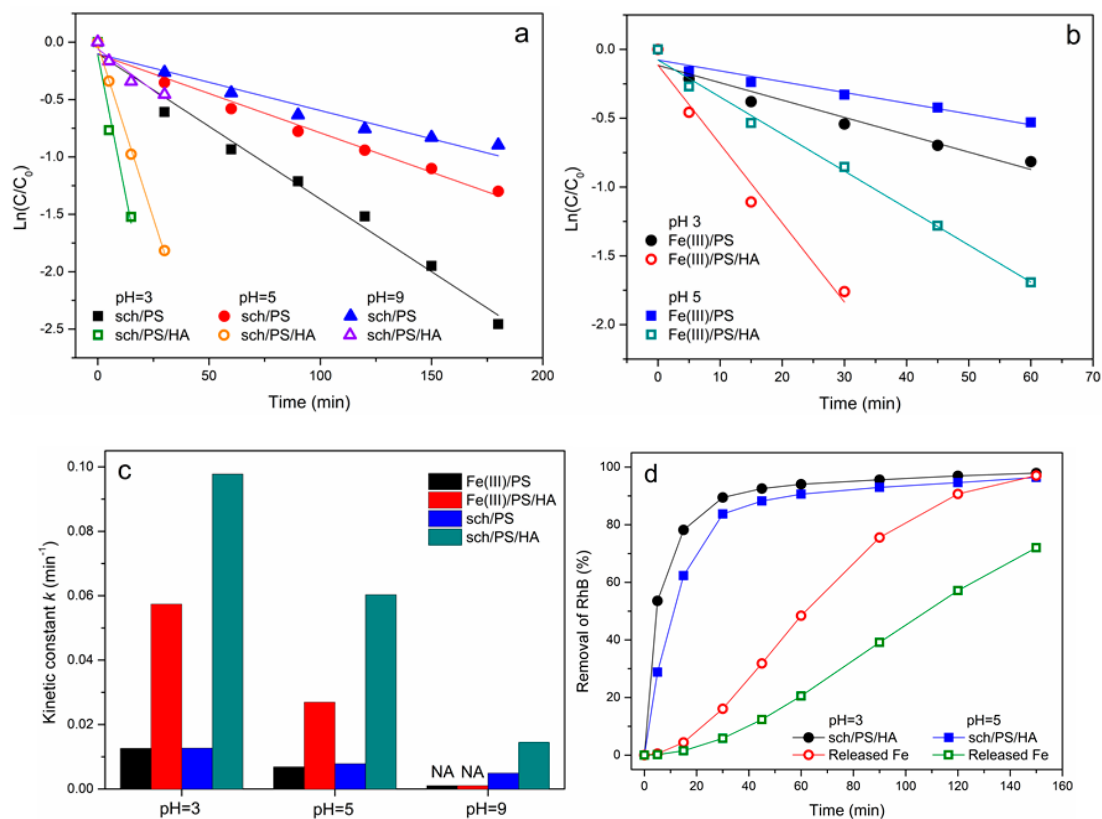 a
0.0
-0.5
-1.0
-1.5
-2.0
-2.5
Ln(C/C0)
pH=3 pH=5 pH=9
sch/PS sch/PS sch/PS
sch/PS/HA sch/PS/HA sch/PS/HA
0 50 100 150 200
Time (min)
b
0.0
-0.5
-1.0
-1.5
-2.0
Ln(C/C0)
pH 3
Fe(III)/PS
Fe(III)/PS/HA
pH 5
Fe(III)/PS
Fe(III)/PS/HA
0 10 20 30 40 50 60 70
Time (min)
c
0.10
0.08
0.06
0.04
0.02
0.00
Kinetic constant k (min-1)
Fe(III)/PS
Fe(III)/PS/HA
sch/PS
sch/PS/HA
NA NA
pH=3 pH=5 pH=9
d
100
80
60
40
20
0
Removal of RhB (%)
pH=3 pH=5
sch/PS/HA sch/PS/HA
Released Fe Released Fe
0 20 40 60 80 100 120 140 160
Time (min)